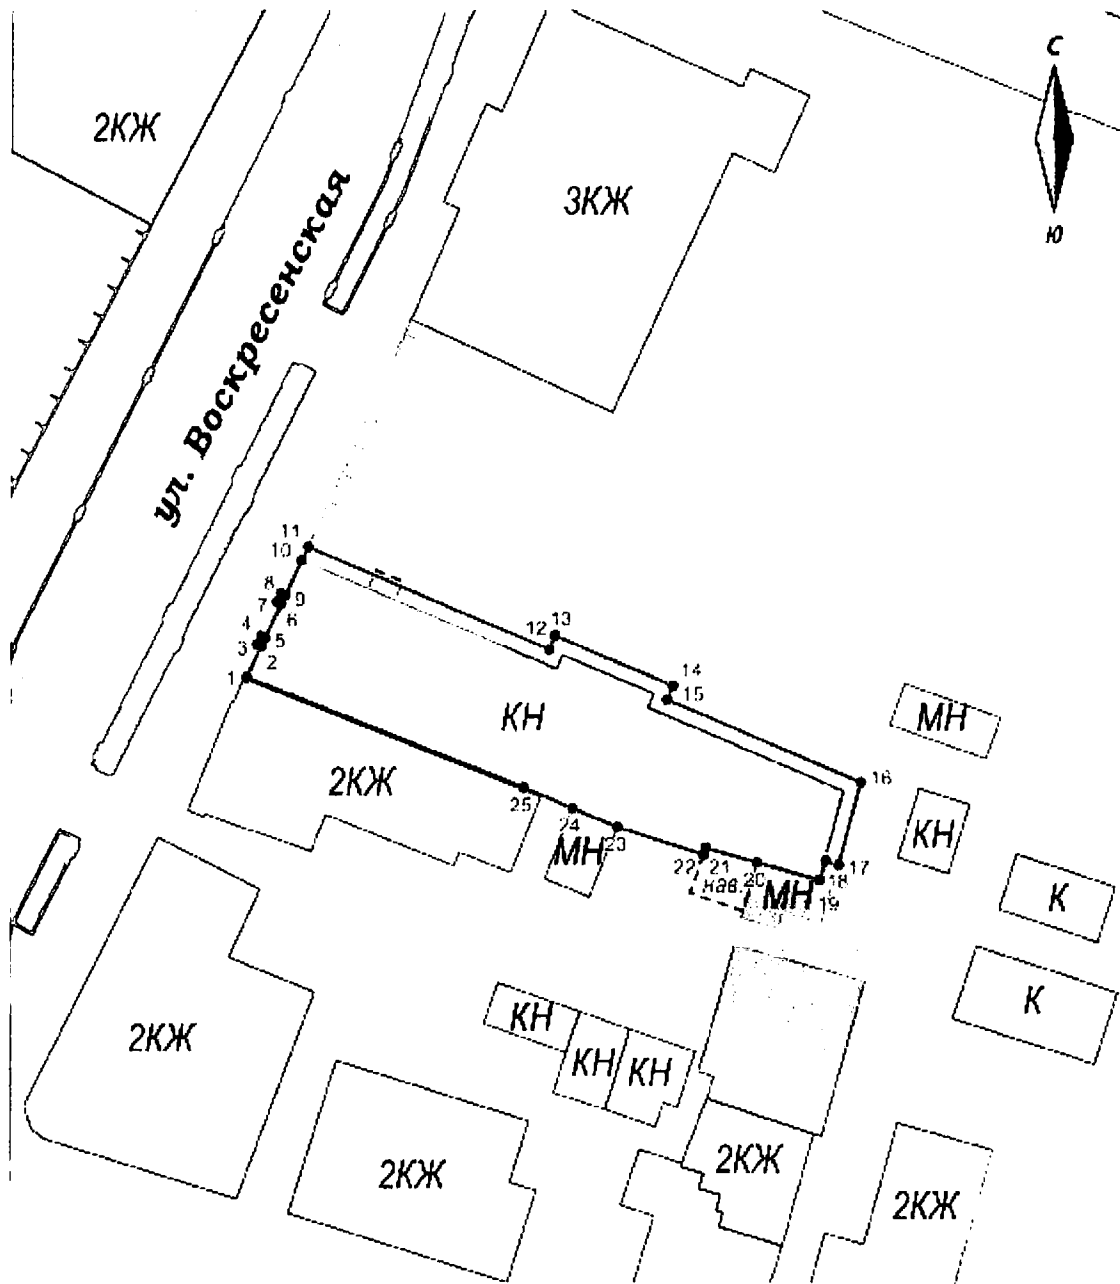 С
2КЖ
3КЖ
Ю
ул. Воскресенская
11
10
8
9
7
6
4
5
3
2
1
12
13
14
15
КН
МН
16
2КЖ
25
24
23
МН
КН
22
21
20
17
18
19
нав.
МН
К
К
КН
КН
КН
2КЖ
2КЖ
2КЖ
2КЖ